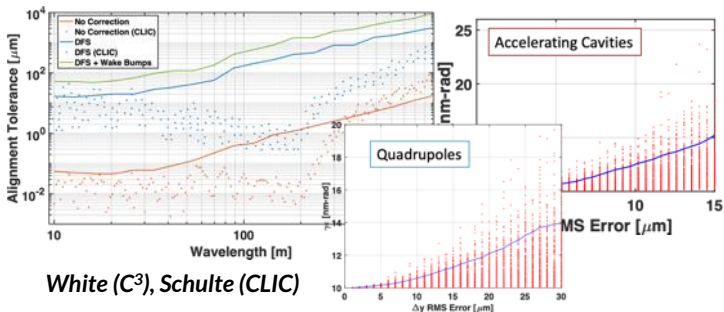 No Correction
No Correction (CLIC)
DFS
DFS (CLIC)
DFS + Wake Bumps
Alignment Tolerance [μm]
10⁶
10⁴
10²
10⁰
10⁻²
10
100
Wavelength [m]
White (C³), Schulte (CLIC)
Accelerating Cavities
25
20
[nm-rad]
10
15
MS Error [μm]
Quadrupoles
20
18
16
14
12
10
[nm-rad]
0
5
10
15
20
25
30
Δy RMS Error [μm]